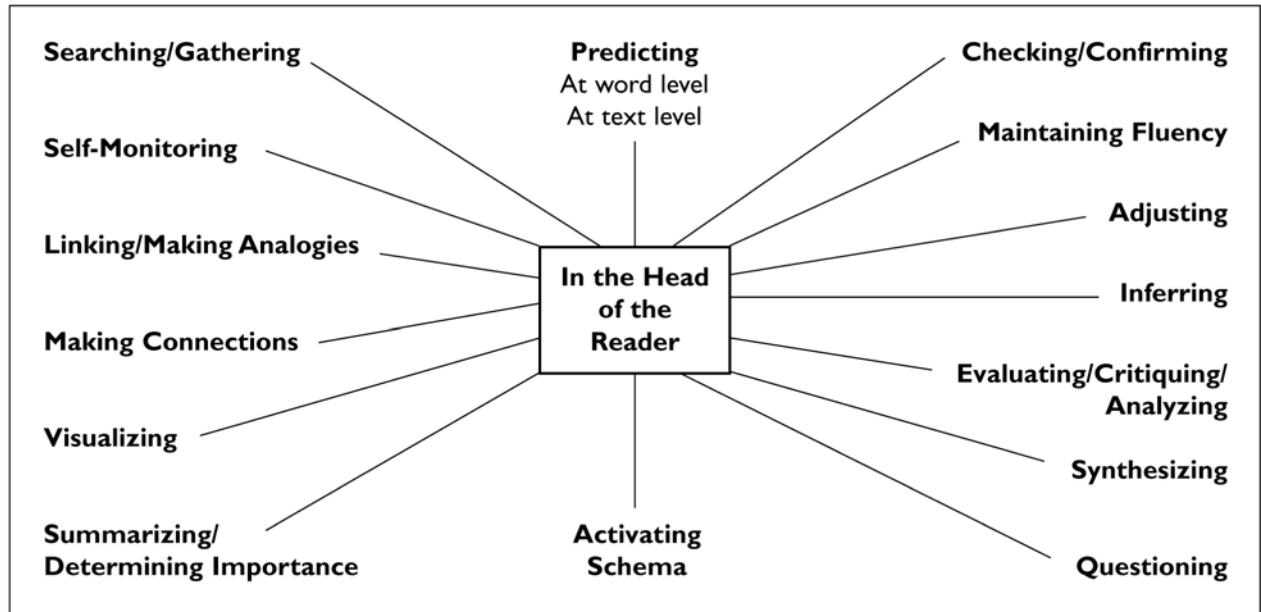 Searching/Gathering
Self-Monitoring
Linking/Making Analogies
Making Connections
Visualizing
Summarizing/
Determining Importance
Predicting
At word level
At text level
In the Head
of the
Reader
Activating
Schema
Checking/Confirming
Maintaining Fluency
Adjusting
Inferring
Evaluating/Critiquing/
Analyzing
Synthesizing
Questioning